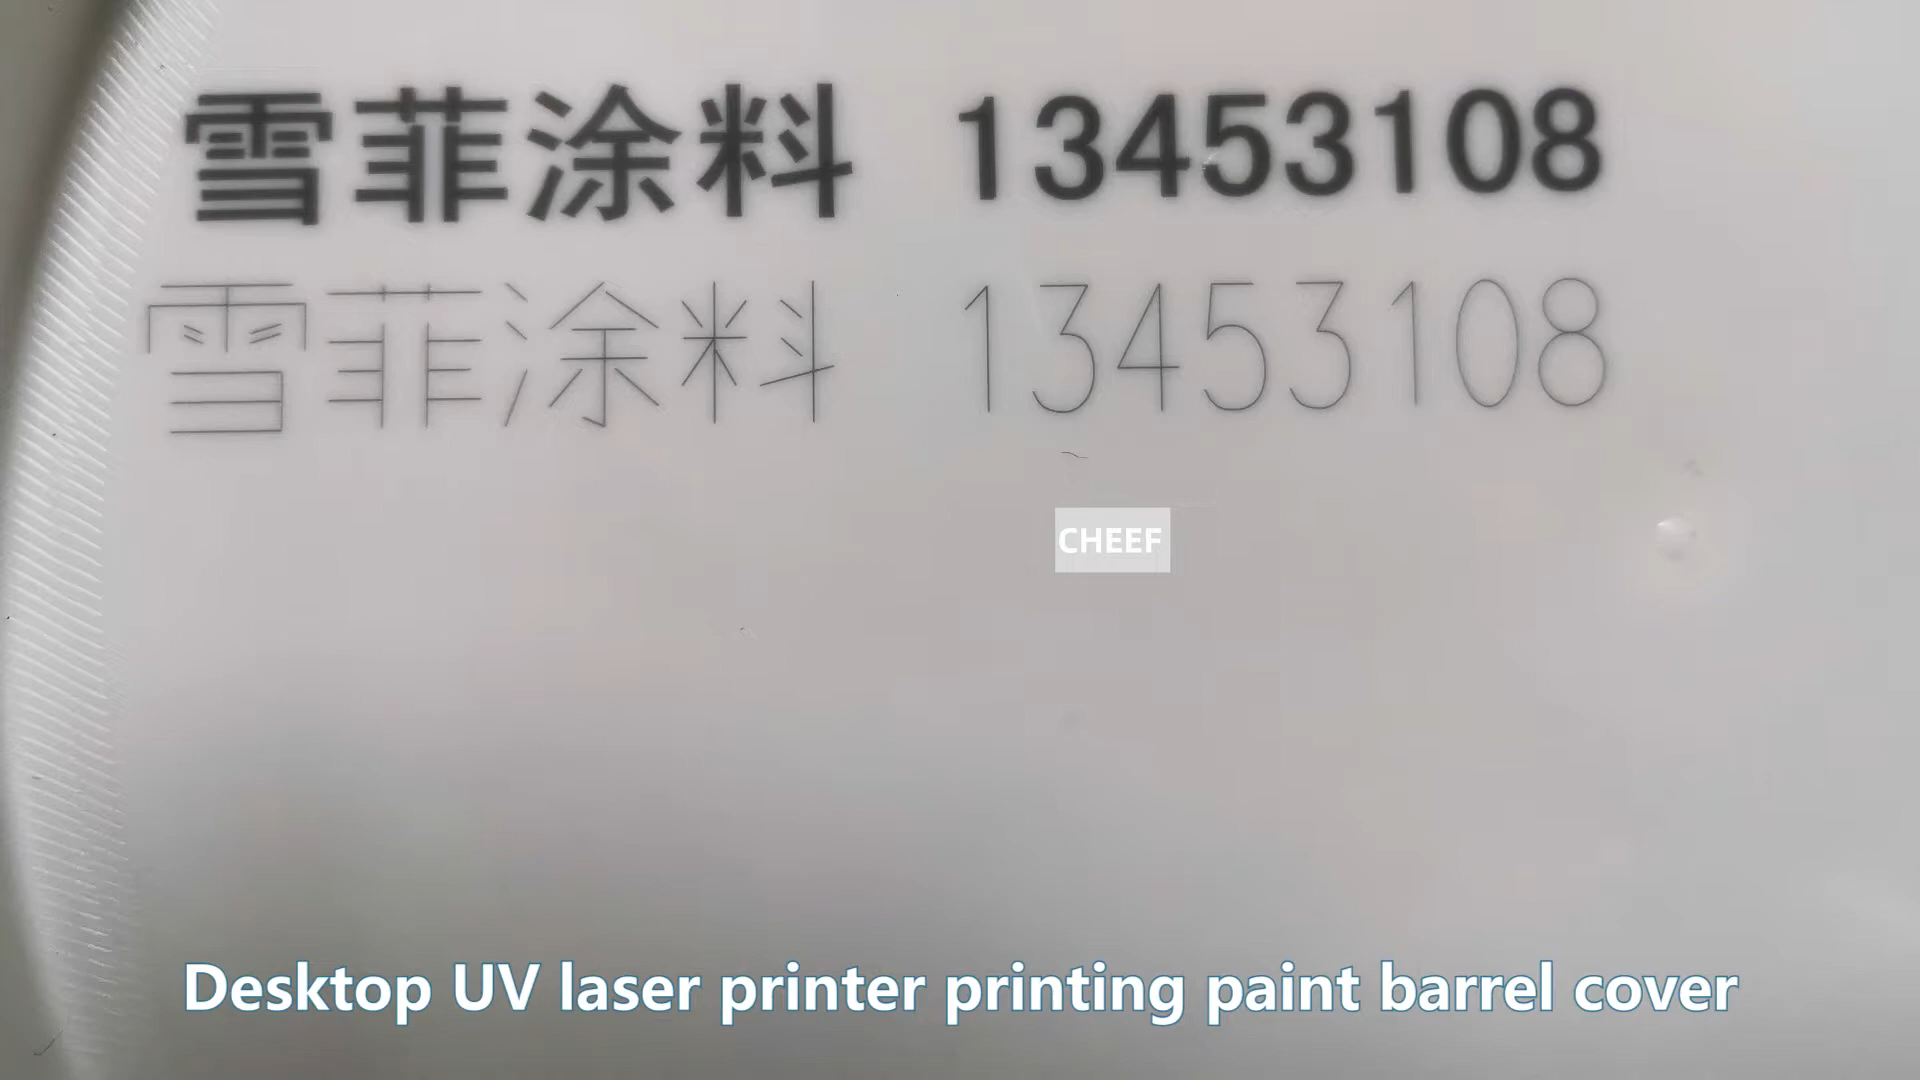 雪菲涂料 13453108
雪菲涂料 13453108
CHEEF
Desktop UV laser printer printing paint barrel cover